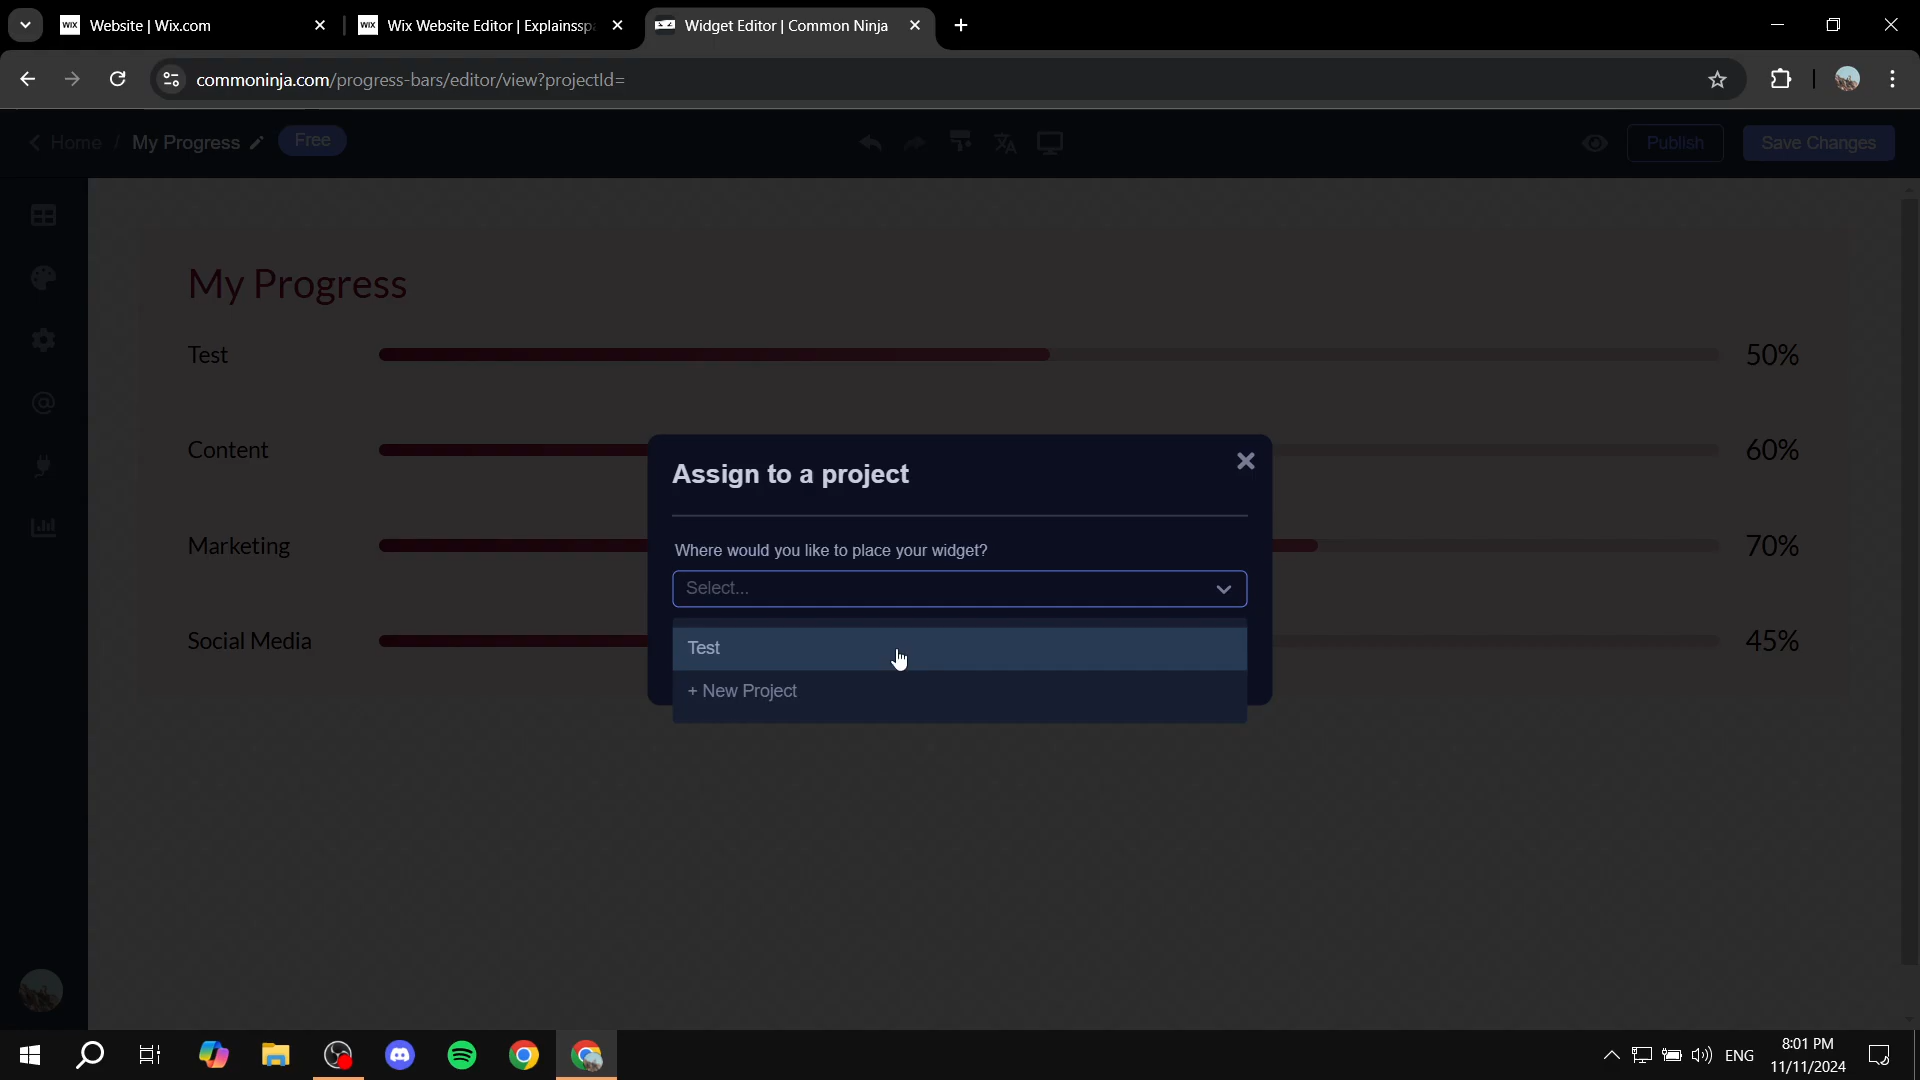 WIX Website | Wix.com
WIX Wix Website Editor | Explainssp
Widget Editor | Common Ninja
commoninja.com/progress-bars/editor/view?projectId=
Home / My Progress Free
Publish Save Changes
My Progress
Test 50%
Content 60%
Marketing 70%
Social Media 45%
Assign to a project
Where would you like to place your widget?
Select...
Test
+ New Project
ENG
8:01 PM
11/11/2024